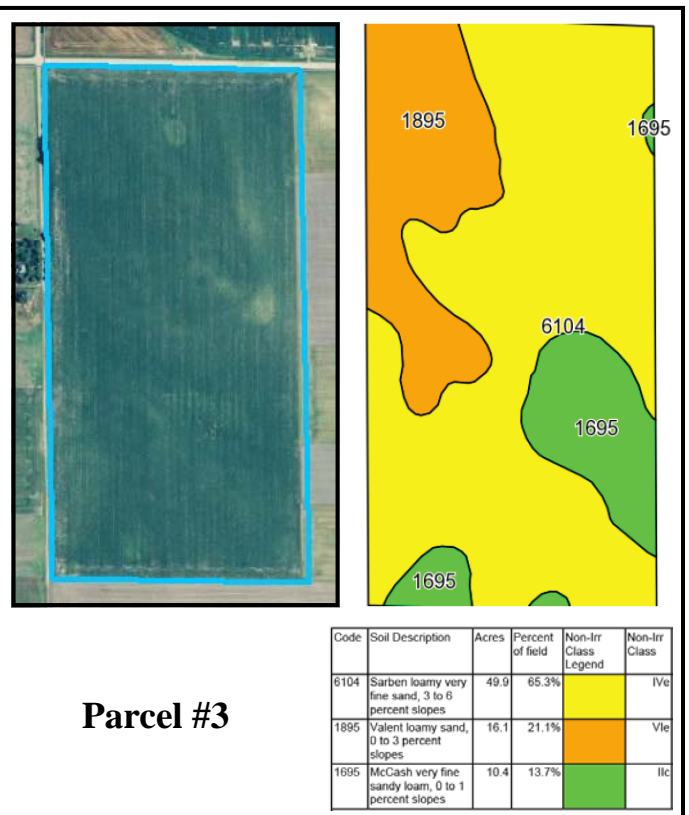 1895
1695
6104
1695
1695
Parcel #3
Code Soil Description Acres Percent of field Non-Irr Class Legend Non-Irr Class
6104 Sarben loamy very fine sand, 3 to 6 percent slopes 49.9 65.3% IVe
1895 Valent loamy sand, 0 to 3 percent slopes 16.1 21.1% VIe
1695 McCash very fine sandy loam, 0 to 1 percent slopes 10.4 13.7% IIc